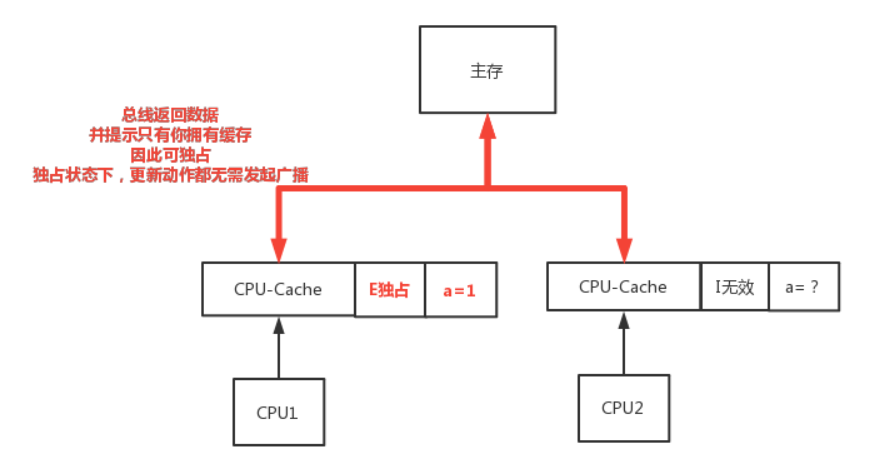 主存
总线返回数据
并提示只有你拥有缓存
因此可独占
独占状态下，更新动作都无需发起广播
CPU-Cache E独占 a=1
CPU-Cache I无效 a= ?
CPU1
CPU2